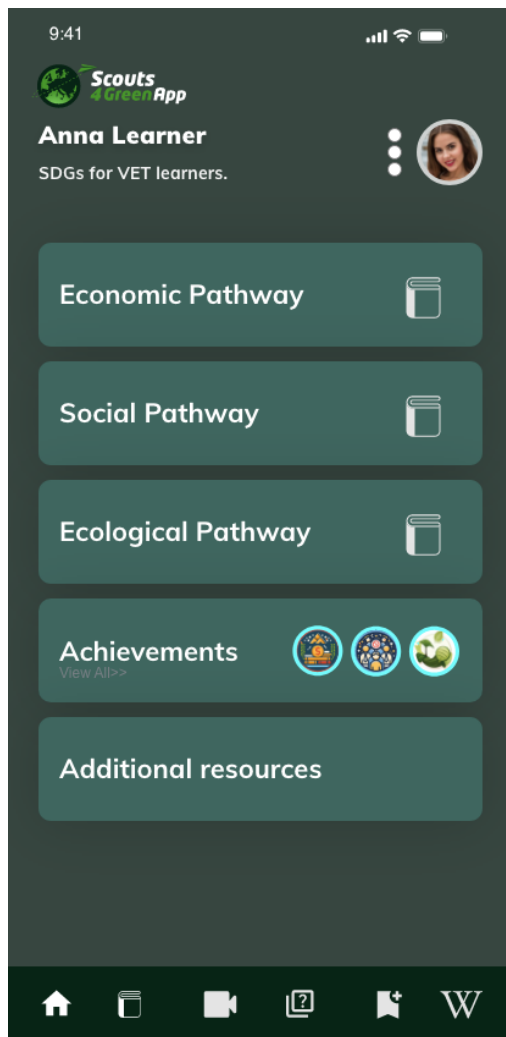 9:41
Scouts
4GreenApp
Anna Learner
SDGs for VET learners.
Economic Pathway
Social Pathway
Ecological Pathway
Achievements
View All>>
Additional resources
?
W